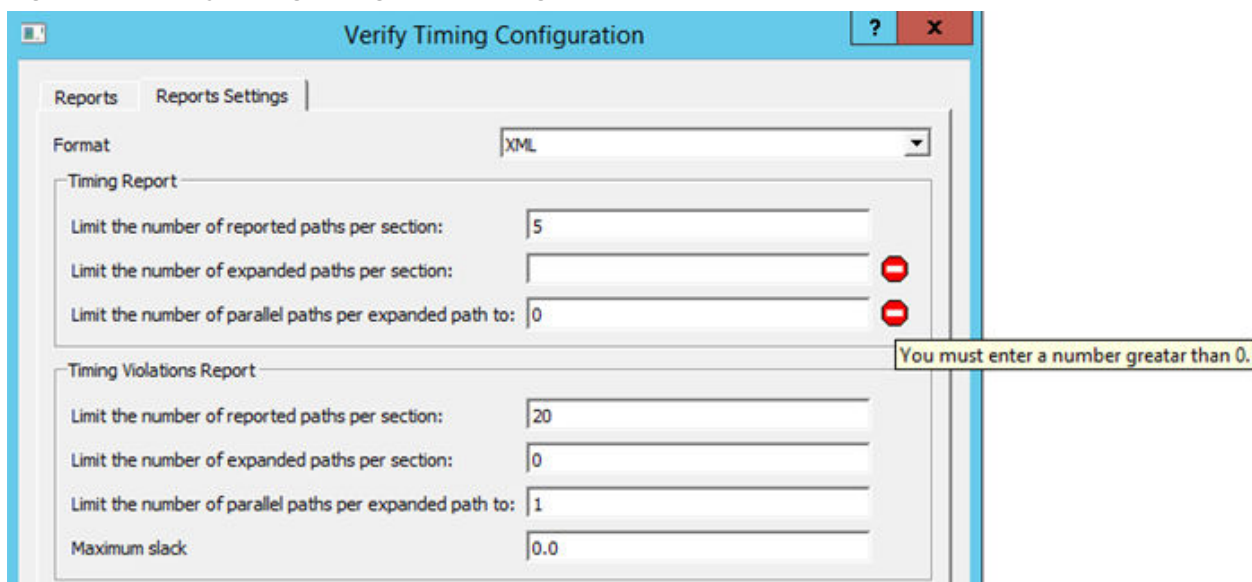 Verify Timing Configuration ? x
Reports Reports Settings
Format XML
Timing Report
Limit the number of reported paths per section: 5
Limit the number of expanded paths per section:
Limit the number of parallel paths per expanded path to: 0
You must enter a number greatar than 0.
Timing Violations Report
Limit the number of reported paths per section: 20
Limit the number of expanded paths per section: 0
Limit the number of parallel paths per expanded path to: 1
Maximum slack 0.0